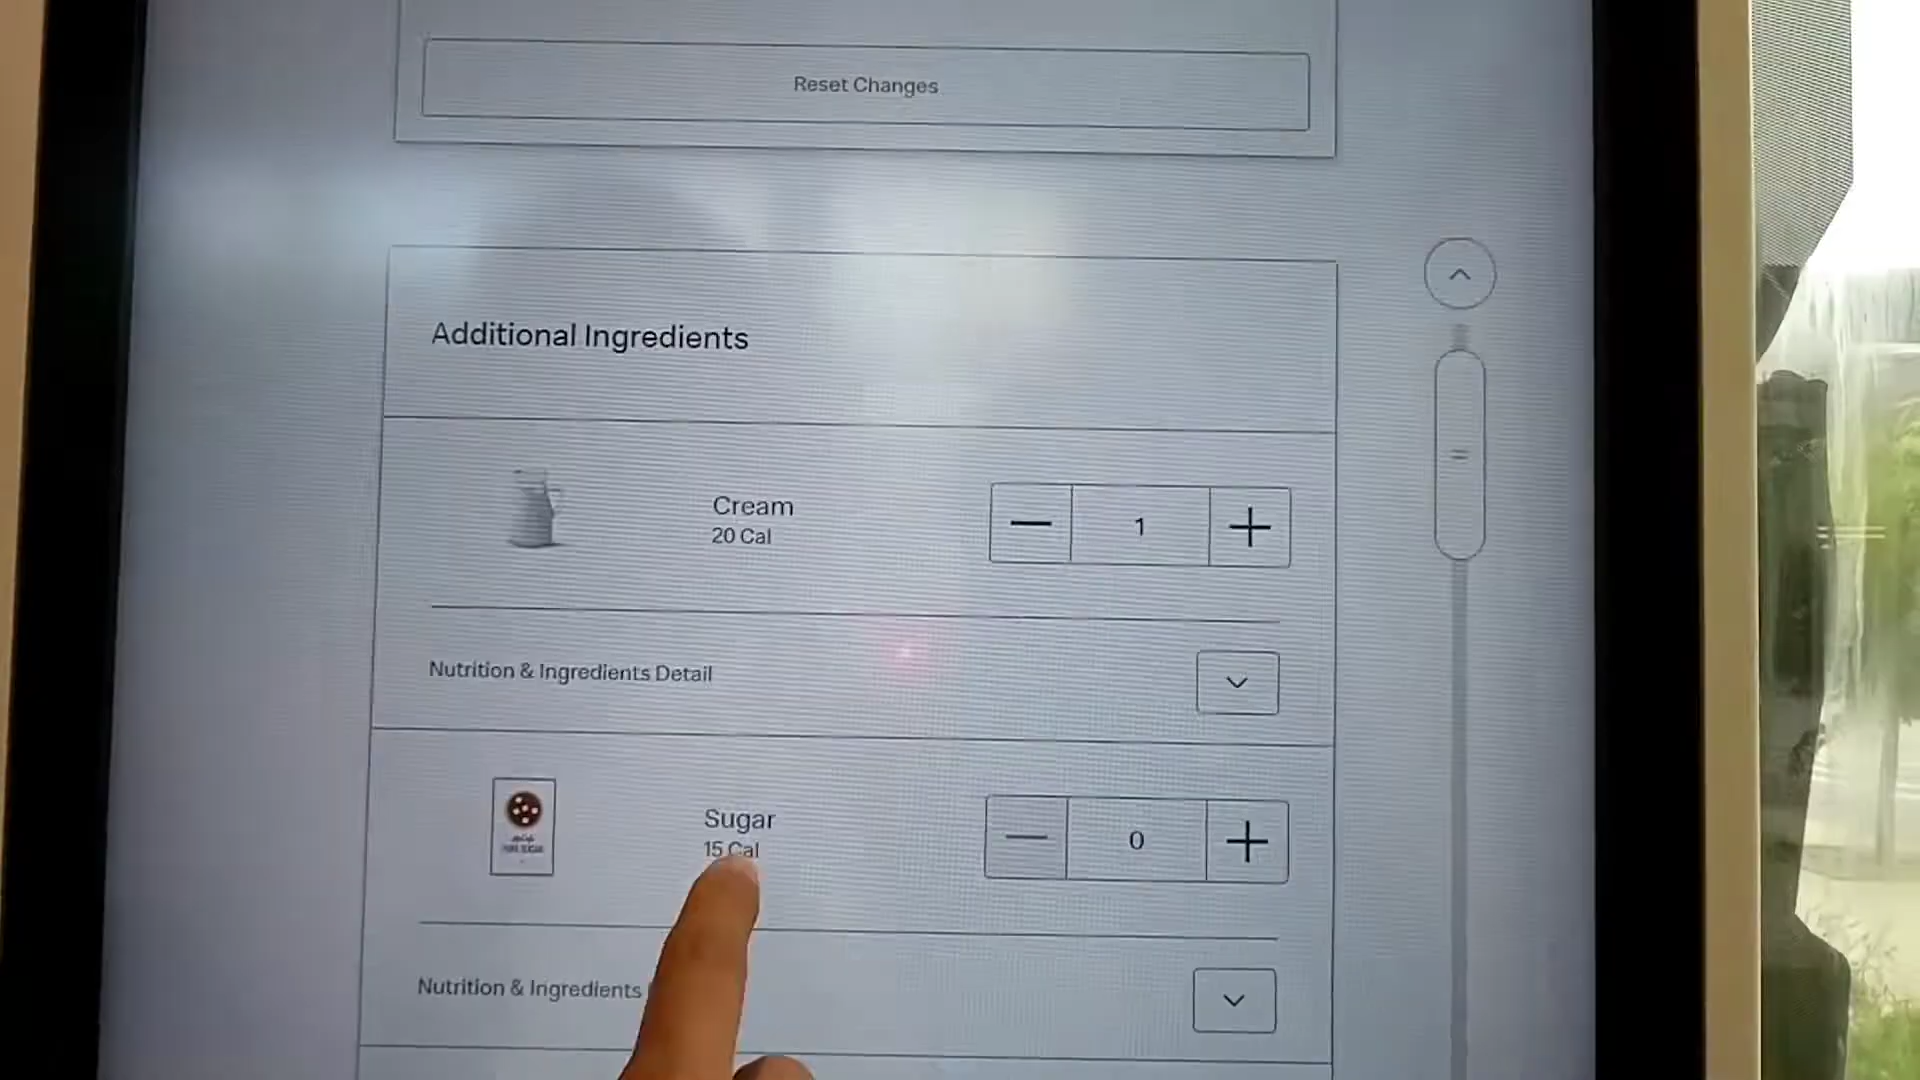 Reset Changes
Additional Ingredients
Cream
20 Cal
1
Nutrition & Ingredients Detail
Sugar
15 Cal
0
Nutrition & Ingredients